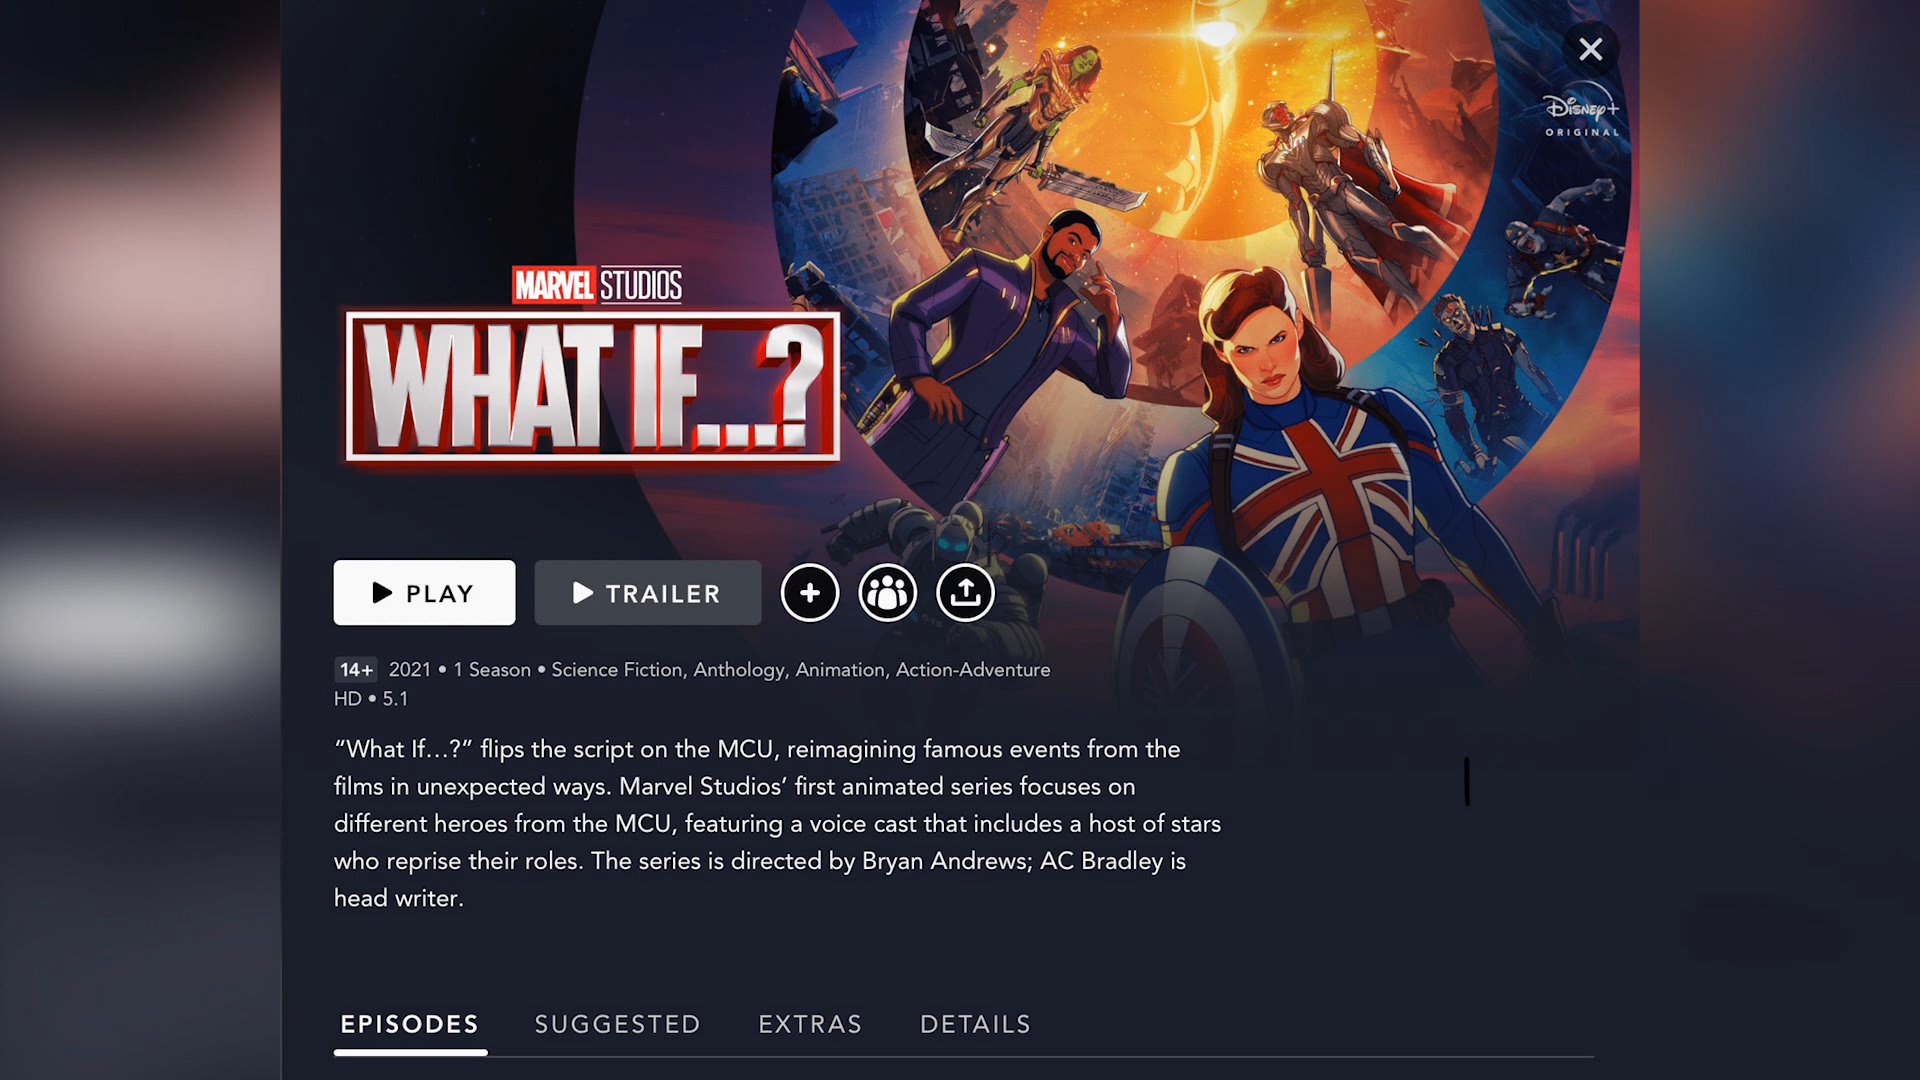 Disney+
ORIGINAL
MARVEL STUDIOS
WHAT IF...?
PLAY
TRAILER
14+ 2021 • 1 Season • Science Fiction, Anthology, Animation, Action-Adventure
HD • 5.1
“What If…?“ flips the script on the MCU, reimagining famous events from the
films in unexpected ways. Marvel Studios’ first animated series focuses on
different heroes from the MCU, featuring a voice cast that includes a host of stars
who reprise their roles. The series is directed by Bryan Andrews; AC Bradley is
head writer.
EPISODES
SUGGESTED
EXTRAS
DETAILS